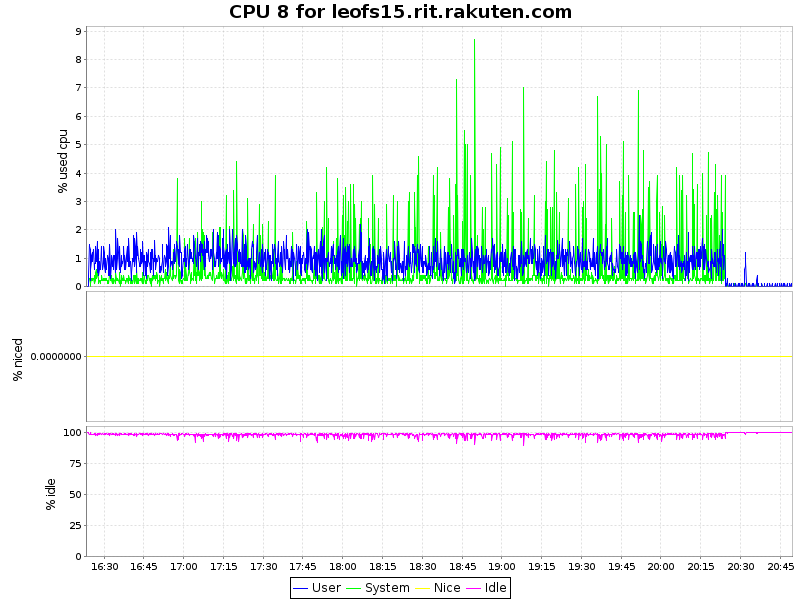 CPU 8 for leofs15.rit.rakuten.com
% used cpu
9
8
7
6
5
4
3
2
1
0
% niced
0.0000000
% idle
100
75
50
25
0
16:30 16:45 17:00 17:15 17:30 17:45 18:00 18:15 18:30 18:45 19:00 19:15 19:30 19:45 20:00 20:15 20:30 20:45
User System Nice Idle